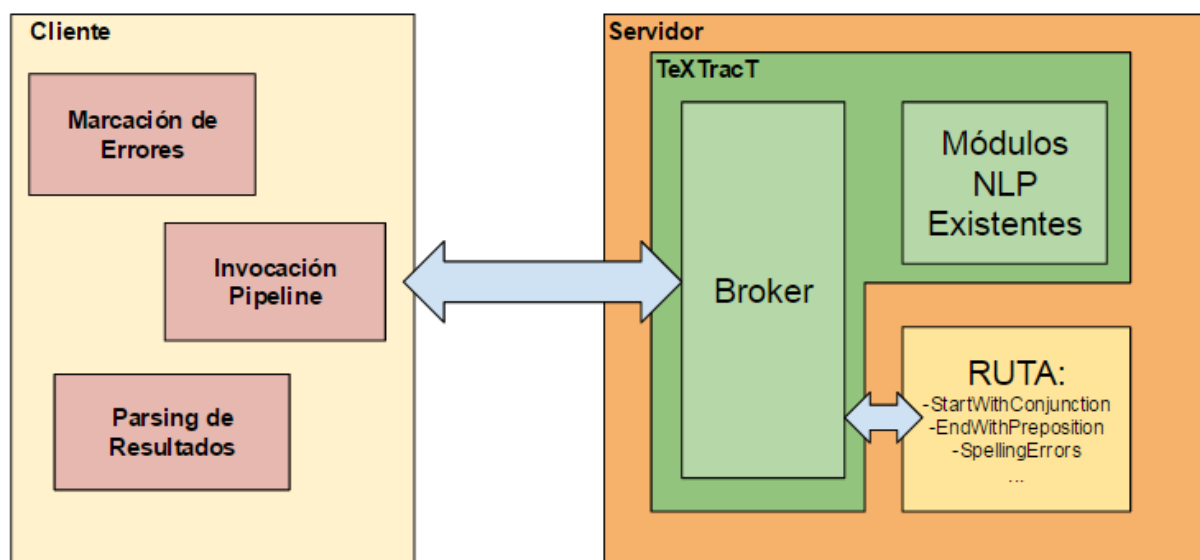 Cliente
Marcación de
Errores
Invocación
Pipeline
Parsing de
Resultados
Servidor
TeXTracT
Broker
Módulos
NLP
Existentes
RUTA:
-StartWithConjunction
-EndWithPreposition
-SpellingErrors
...